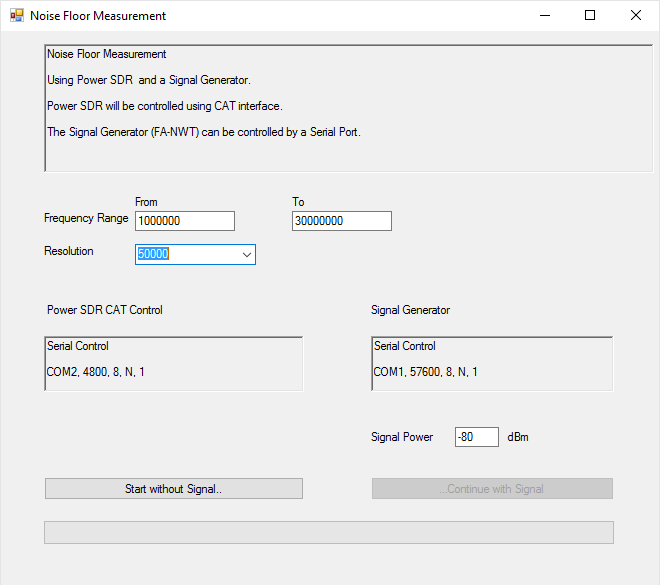 Noise Floor Measurement
Noise Floor Measurement
Using Power SDR  and a Signal Generator.
Power SDR will be controlled using CAT interface.
The Signal Generator (FA-NWT) can be controlled by a Serial Port.
From To
Frequency Range 1000000 30000000
Resolution 50000
Power SDR CAT Control Signal Generator
Serial Control Serial Control
COM2, 4800, 8, N, 1 COM1, 57600, 8, N, 1
Signal Power -80 dBm
Start without Signal.. ...Continue with Signal